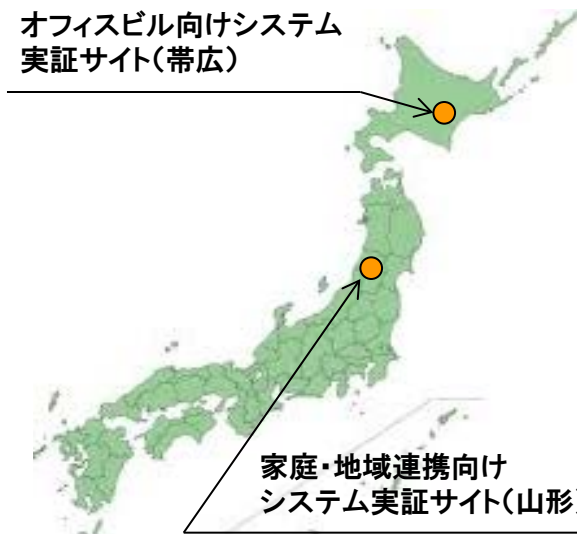 オフィスビル向けシステム
実証サイト(帯広)
家庭・地域連携向け
システム実証サイト(山形)